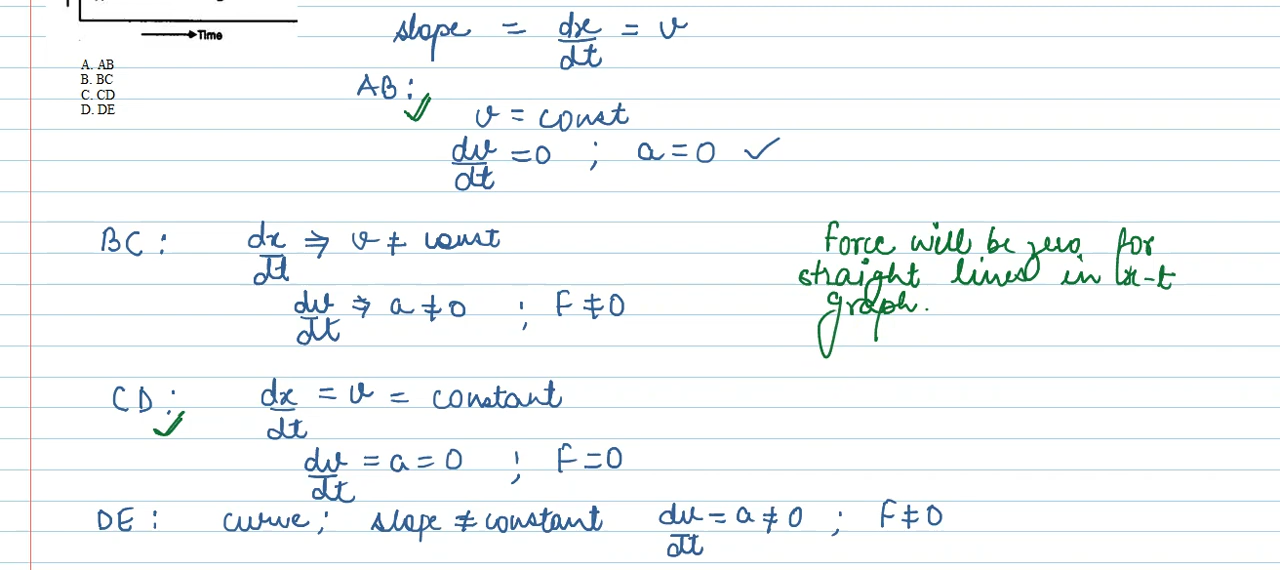 Time
A. AB
B. BC
C. CD
D. DE
slope = dx/dt = v
AB :
v = const
dv/dt = 0 ; a = 0 ✓
BC : dx/dt ⇒ v ≠ const
dv/dt ⇒ a ≠ 0 ; F ≠ 0
Force will be zero for
straight lines in x-t
graph.
CD : dx/dt = v = constant
dv/dt = a = 0 ; F = 0
DE : curve; slope ≠ constant dv/dt = a ≠ 0 ; F ≠ 0